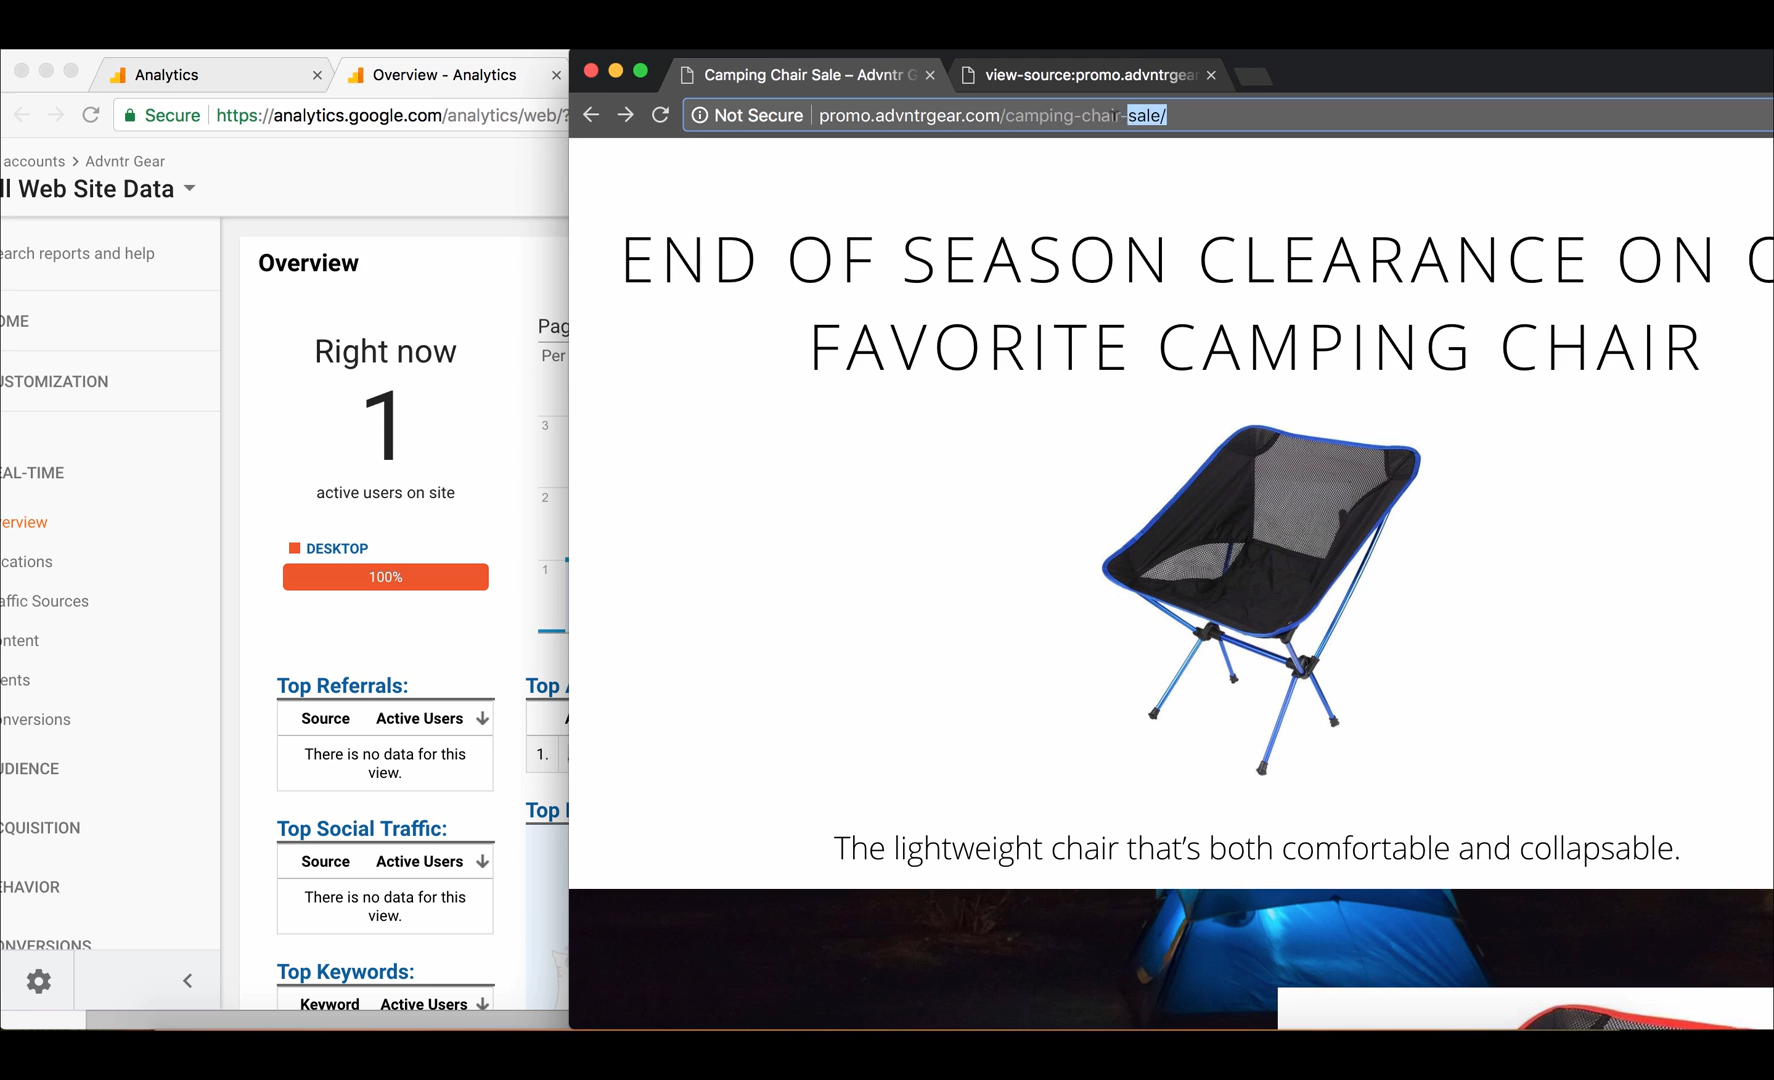 Analytics
Overview - Analytics
Secure https://analytics.google.com/analytics/web/?
accounts > Advntr Gear
ll Web Site Data
earch reports and help
OME
USTOMIZATION
EAL-TIME
erview
cations
affic Sources
ntent
ents
nversions
UDIENCE
CQUISITION
EHAVIOR
ONVERSIONS
Overview
Right now
1
active users on site
DESKTOP
100%
Pag
Per
3
2
1
Top Referrals:
Source Active Users
There is no data for this
view.
Top Social Traffic:
Source Active Users
There is no data for this
view.
Top Keywords:
Keyword Active Users
Top
1.
Top
Camping Chair Sale – Advntr G
view-source:promo.advntrgear
Not Secure promo.advntrgear.com/camping-chair-sale/
END OF SEASON CLEARANCE ON O
FAVORITE CAMPING CHAIR
The lightweight chair that’s both comfortable and collapsable.